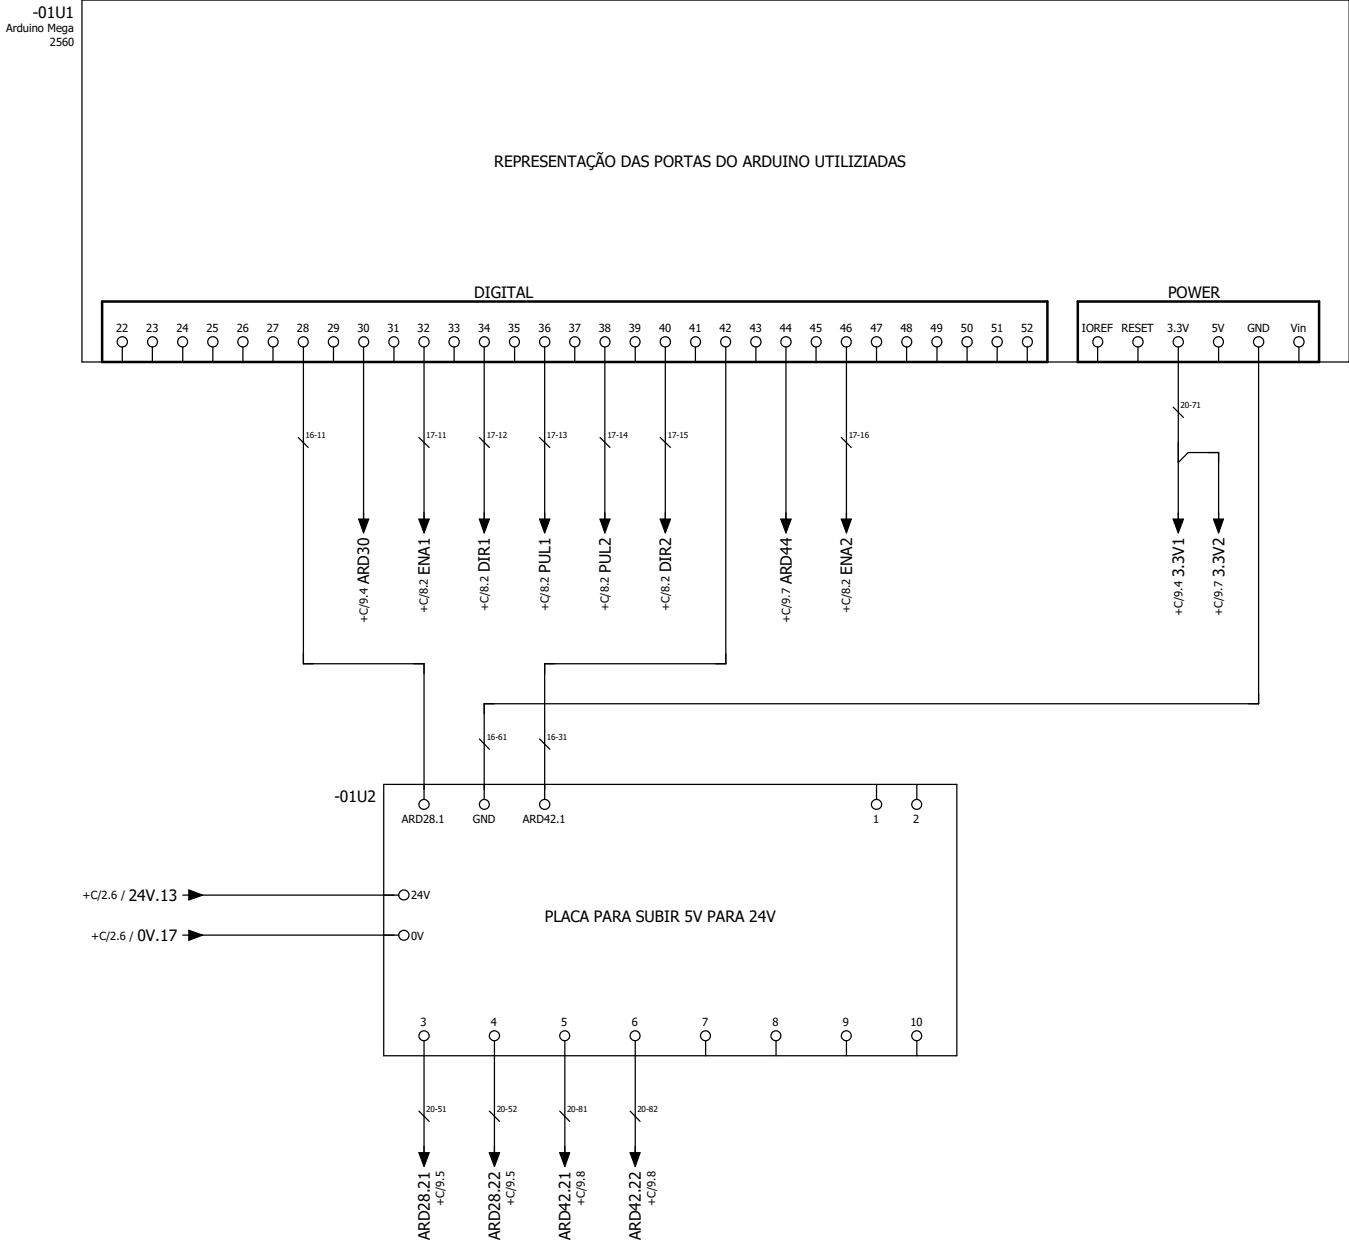 -01U1
Arduino Mega
2560
REPRESENTAÇÃO DAS PORTAS DO ARDUINO UTILIZIADAS
DIGITAL
POWER
22 23 24 25 26 27 28 29 30 31 32 33 34 35 36 37 38 39 40 41 42 43 44 45 46 47 48 49 50 51 52
IOREF RESET 3.3V 5V GND Vin
20-71
16-11 17-11 17-12 17-13 17-14 17-15 17-16
+C/9.4 ARD30
+C/8.2 ENA1
+C/8.2 DIR1
+C/8.2 PUL1
+C/8.2 PUL2
+C/8.2 DIR2
+C/9.7 ARD44
+C/8.2 ENA2
+C/9.4 3.3V1
+C/9.7 3.3V2
16-61 16-31
-01U2
ARD28.1 GND ARD42.1 1 2
+C/2.6 / 24V.13
24V
PLACA PARA SUBIR 5V PARA 24V
+C/2.6 / 0V.17
0V
3 4 5 6 7 8 9 10
20-51 20-52 20-81 20-82
ARD28.21
+C/9.5
ARD28.22
+C/9.5
ARD42.21
+C/9.8
ARD42.22
+C/9.8